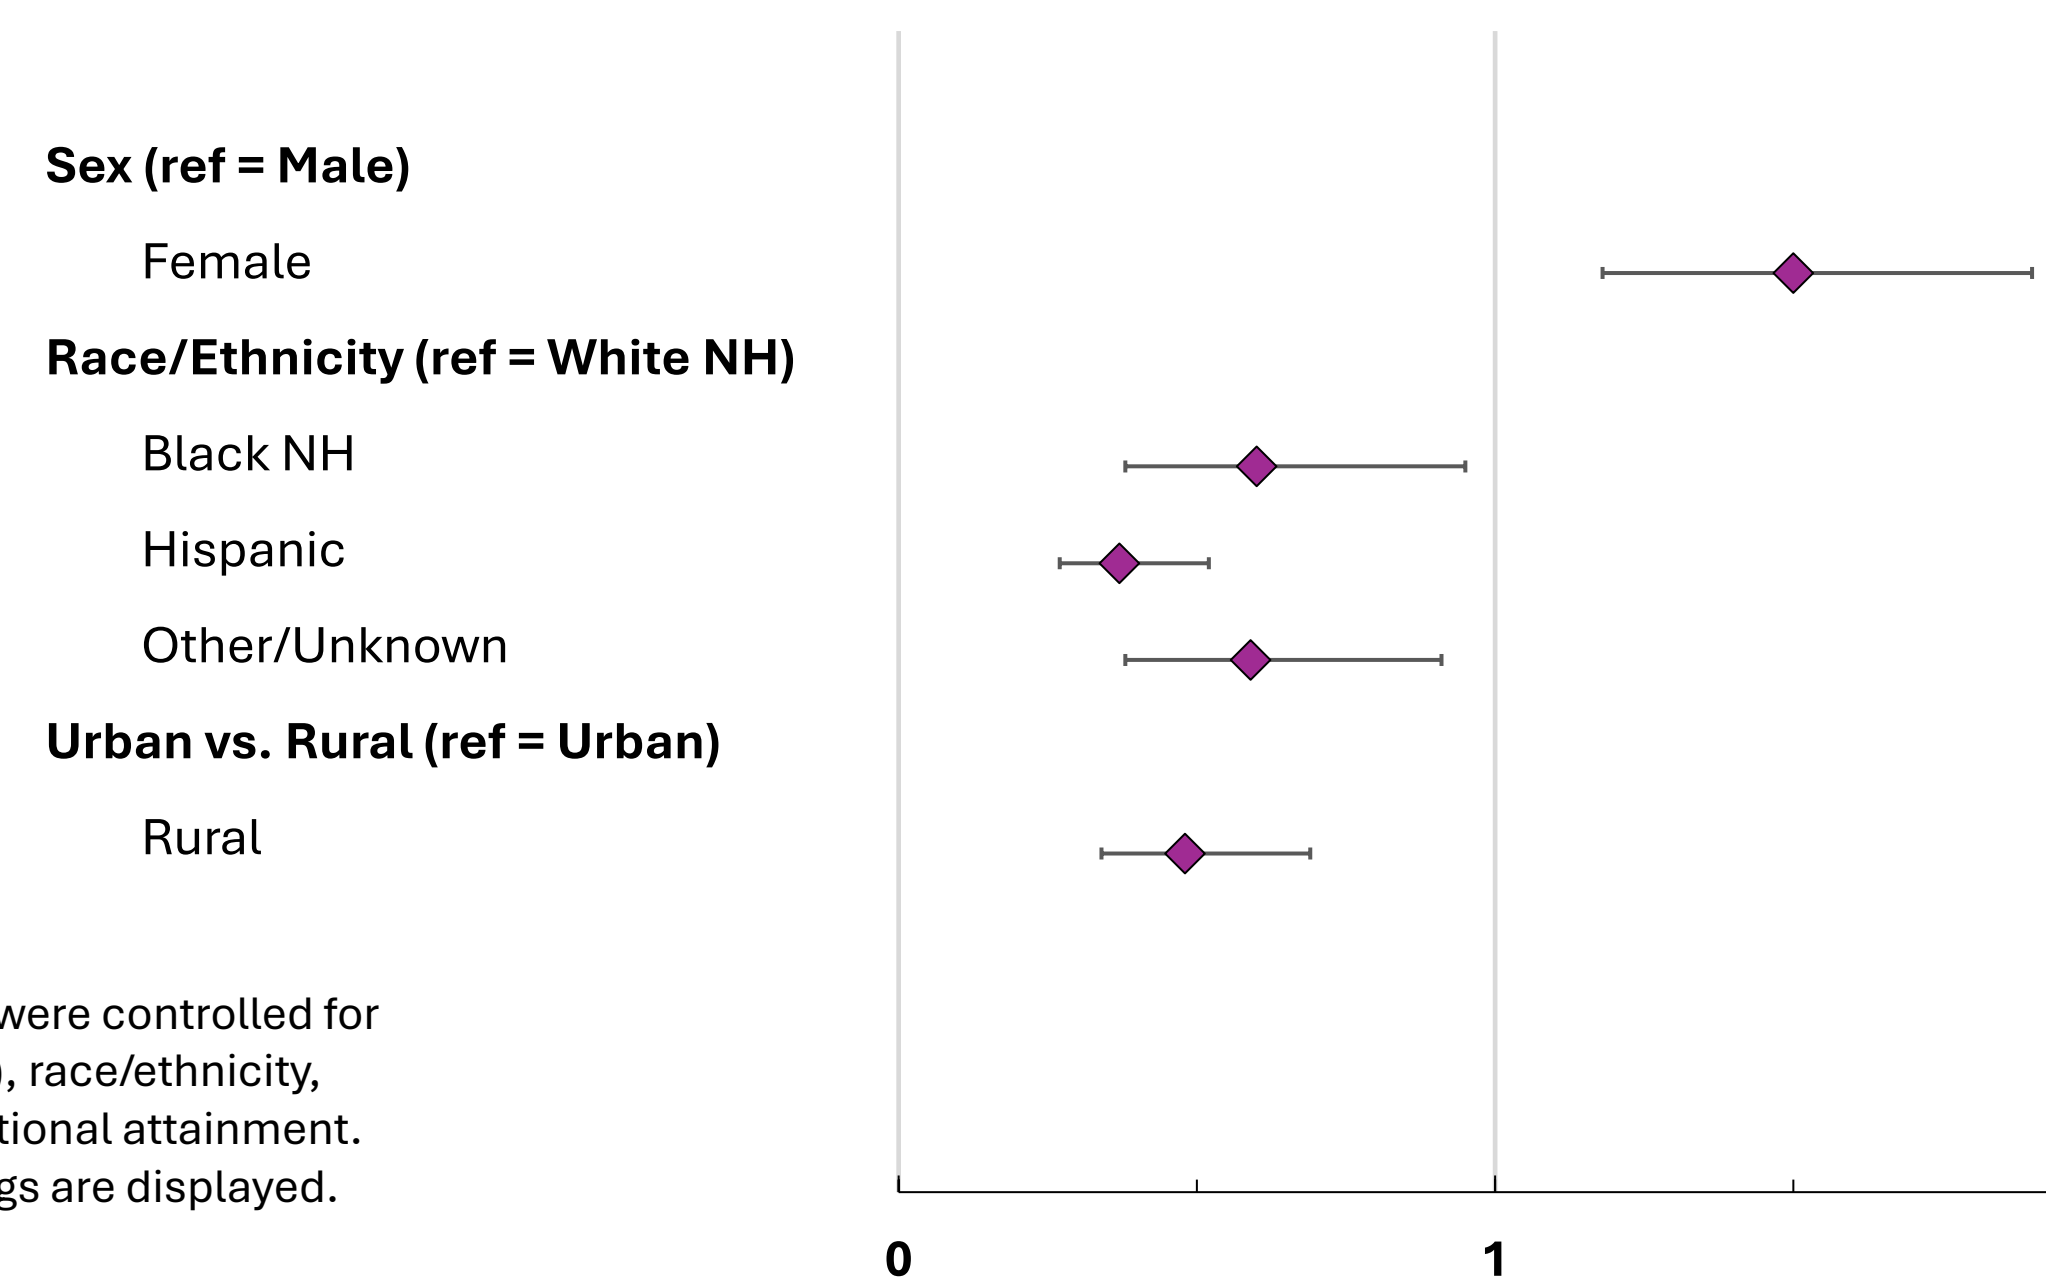 Sex (ref = Male)
Female
Race/Ethnicity (ref = White NH)
Black NH
Hispanic
Other/Unknown
Urban vs. Rural (ref = Urban)
Rural
were controlled for
), race/ethnicity,
tional attainment.
gs are displayed.
0 1